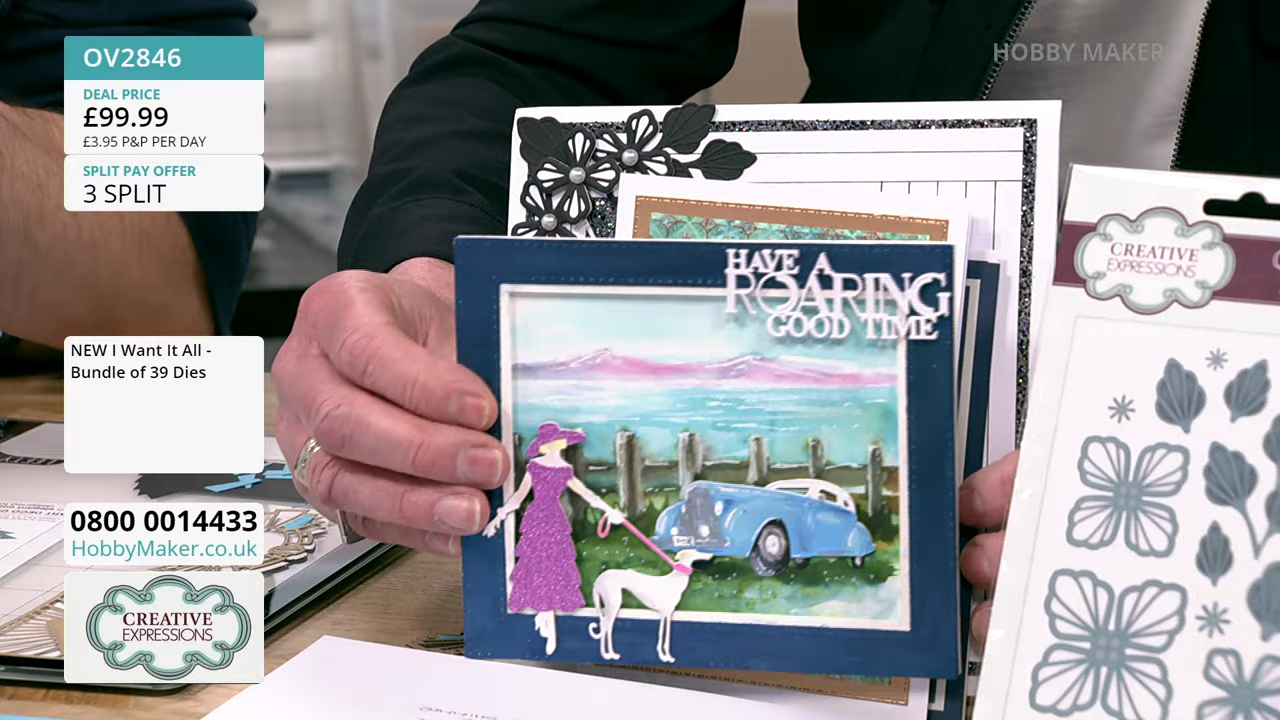 OV2846
DEAL PRICE
£99.99
£3.95 P&P PER DAY
SPLIT PAY OFFER
3 SPLIT
NEW I Want It All -
Bundle of 39 Dies
0800 0014433
HobbyMaker.co.uk
CREATIVE
EXPRESSIONS
HOBBY MAKER
HAVE A
ROARING
GOOD TIME
CREATIVE
EXPRESSIONS